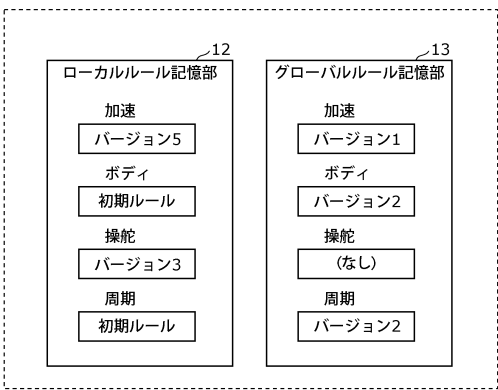 12
ローカルルール記憶部
加速
バージョン5
ボディ
初期ルール
操舵
バージョン3
周期
初期ルール
13
グローバルルール記憶部
加速
バージョン1
ボディ
バージョン2
操舵
(なし)
周期
バージョン2